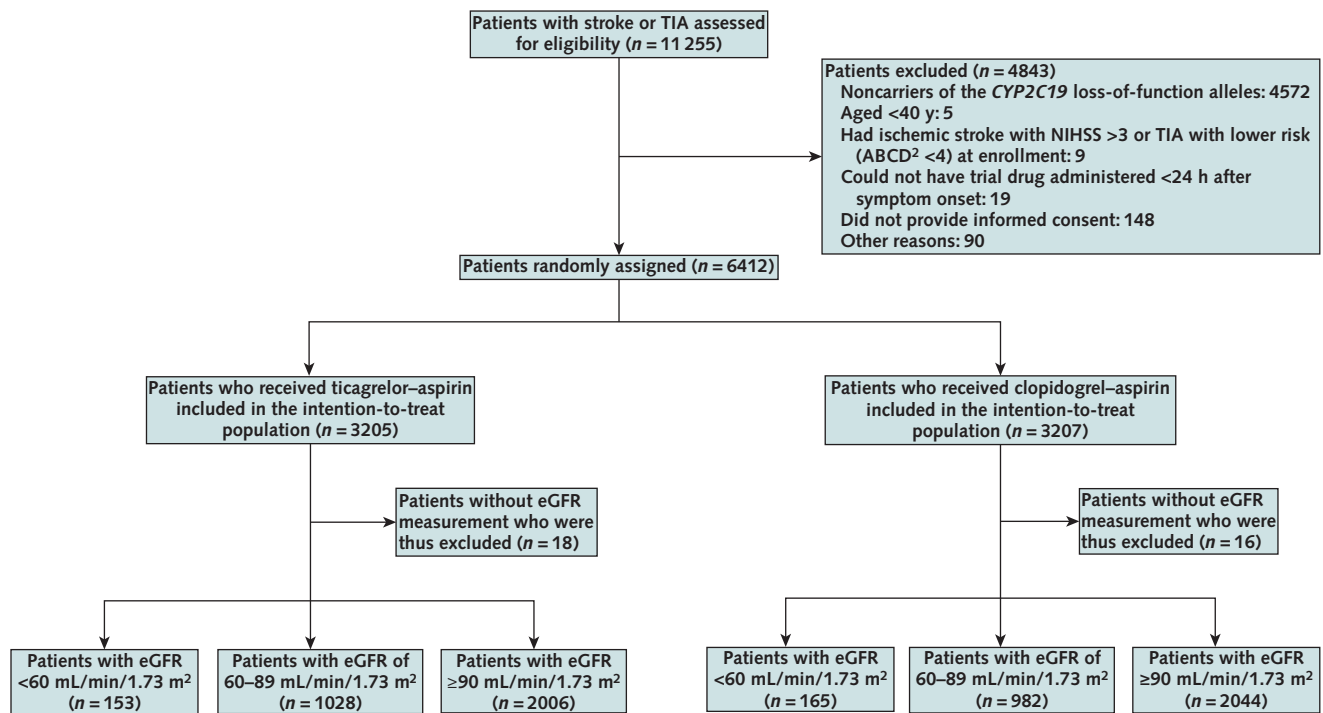 Patients with stroke or TIA assessed
for eligibility (n = 11 255)
Patients excluded (n = 4843)
Noncarriers of the CYP2C19 loss-of-function alleles: 4572
Aged <40 y: 5
Had ischemic stroke with NIHSS >3 or TIA with lower risk
(ABCD² <4) at enrollment: 9
Could not have trial drug administered <24 h after
symptom onset: 19
Did not provide informed consent: 148
Other reasons: 90
Patients randomly assigned (n = 6412)
Patients who received ticagrelor–aspirin
included in the intention-to-treat
population (n = 3205)
Patients who received clopidogrel–aspirin
included in the intention-to-treat
population (n = 3207)
Patients without eGFR
measurement who were
thus excluded (n = 18)
Patients without eGFR
measurement who were
thus excluded (n = 16)
Patients with eGFR
<60 mL/min/1.73 m²
(n = 153)
Patients with eGFR of
60–89 mL/min/1.73 m²
(n = 1028)
Patients with eGFR
≥90 mL/min/1.73 m²
(n = 2006)
Patients with eGFR
<60 mL/min/1.73 m²
(n = 165)
Patients with eGFR of
60–89 mL/min/1.73 m²
(n = 982)
Patients with eGFR
≥90 mL/min/1.73 m²
(n = 2044)